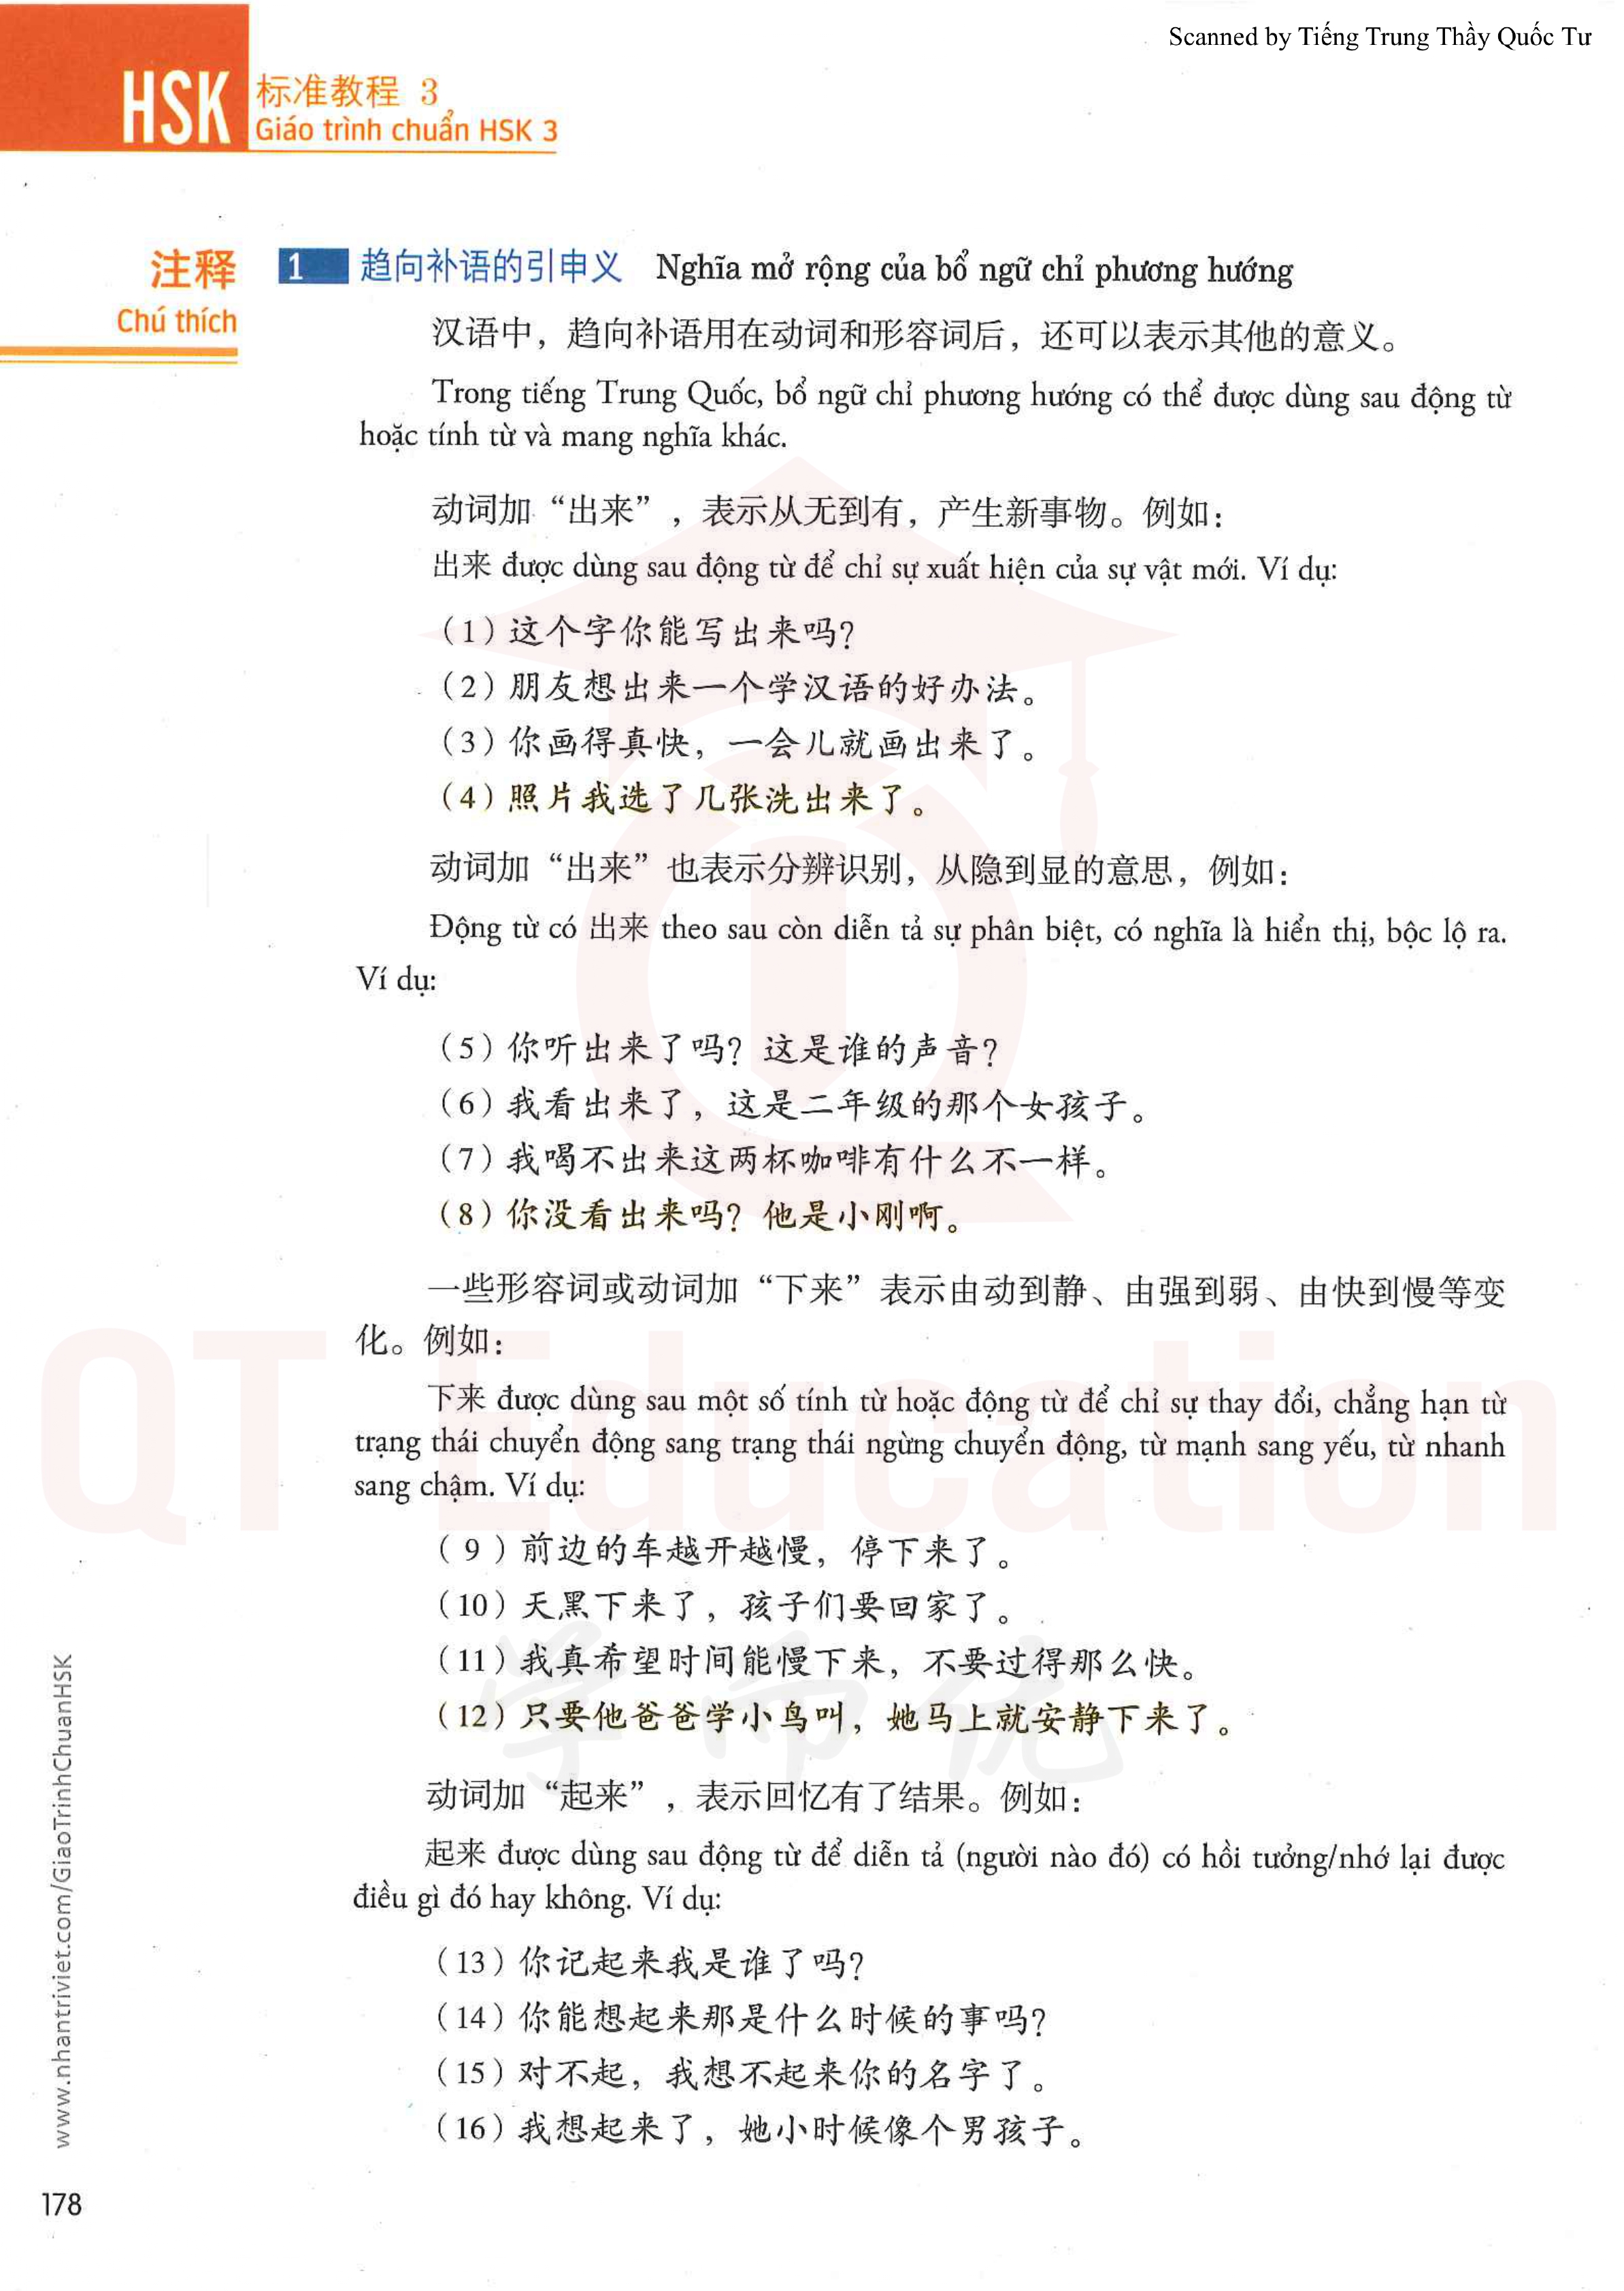 Scanned by Tiếng Trung Thầy Quốc Tư
HSK
标准教程 3
Giáo trình chuẩn HSK 3
注释
Chú thích
1 趋向补语的引申义 Nghĩa mở rộng của bổ ngữ chỉ phương hướng
汉语中，趋向补语用在动词和形容词后，还可以表示其他的意义。
Trong tiếng Trung Quốc, bổ ngữ chỉ phương hướng có thể được dùng sau động từ
hoặc tính từ và mang nghĩa khác.
动词加“出来”，表示从无到有，产生新事物。例如：
出来 được dùng sau động từ để chỉ sự xuất hiện của sự vật mới. Ví dụ:
（1）这个字你能写出来吗？
（2）朋友想出来一个学汉语的好办法。
（3）你画得真快，一会儿就画出来了。
（4）照片我选了几张洗出来了。
动词加“出来”也表示分辨识别，从隐到显的意思，例如：
Động từ có 出来 theo sau còn diễn tả sự phân biệt, có nghĩa là hiển thị, bộc lộ ra.
Ví dụ:
（5）你听出来了吗？这是谁的声音？
（6）我看出来了，这是二年级的那个女孩子。
（7）我喝不出来这两杯咖啡有什么不一样。
（8）你没看出来吗？他是小刚啊。
一些形容词或动词加“下来”表示由动到静、由强到弱、由快到慢等变
化。例如：
下来 được dùng sau một số tính từ hoặc động từ để chỉ sự thay đổi, chẳng hạn từ
trạng thái chuyển động sang trạng thái ngừng chuyển động, từ mạnh sang yếu, từ nhanh
sang chậm. Ví dụ:
（9）前边的车越开越慢，停下来了。
（10）天黑下来了，孩子们要回家了。
（11）我真希望时间能慢下来，不要过得那么快。
（12）只要他爸爸学小鸟叫，她马上就安静下来了。
动词加“起来”，表示回忆有了结果。例如：
起来 được dùng sau động từ để diễn tả (người nào đó) có hồi tưởng/nhớ lại được
điều gì đó hay không. Ví dụ:
（13）你记起来我是谁了吗？
（14）你能想起来那是什么时候的事吗？
（15）对不起，我想不起来你的名字了。
（16）我想起来了，她小时候像个男孩子。
QT Education
学而优
www.nhantriviet.com/GiaoTrinhChuanHSK
178